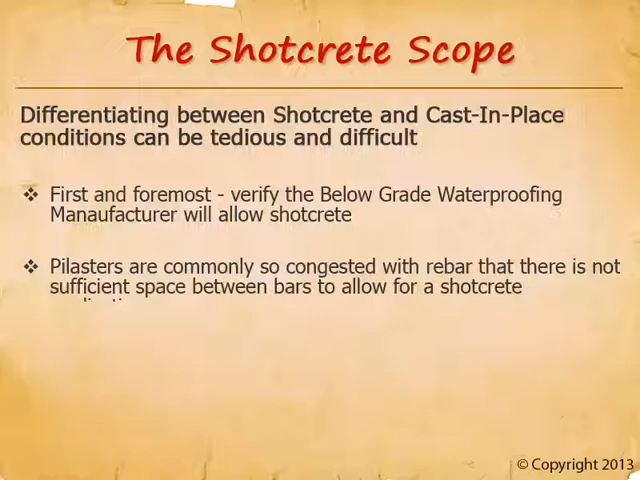 The Shotcrete Scope
Differentiating between Shotcrete and Cast-In-Place
conditions can be tedious and difficult
❖ First and foremost - verify the Below Grade Waterproofing
Manaufacturer will allow shotcrete
❖ Pilasters are commonly so congested with rebar that there is not
sufficient space between bars to allow for a shotcrete
© Copyright 2013